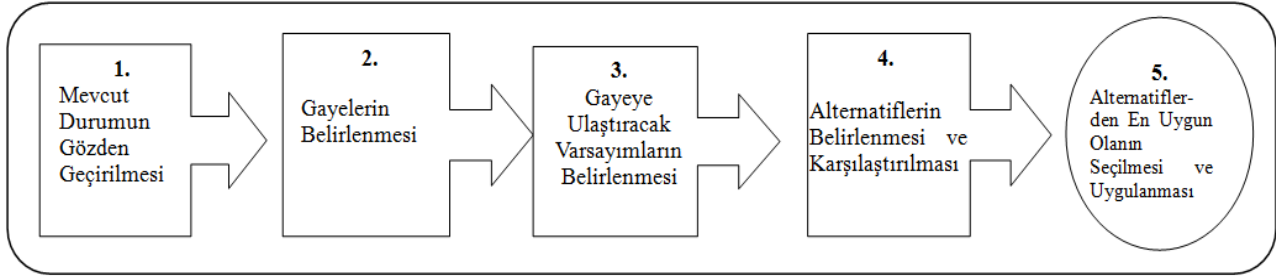 1.
Mevcut
Durumun
Gözden
Geçirilmesi
2.
Gayelerin
Belirlenmesi
3.
Gayeye
Ulaştıracak
Varsayımların
Belirlenmesi
4.
Alternatiflerin
Belirlenmesi ve
Karşılaştırılması
5.
Alternatifler-
den En Uygun
Olanın
Seçilmesi ve
Uygulanması